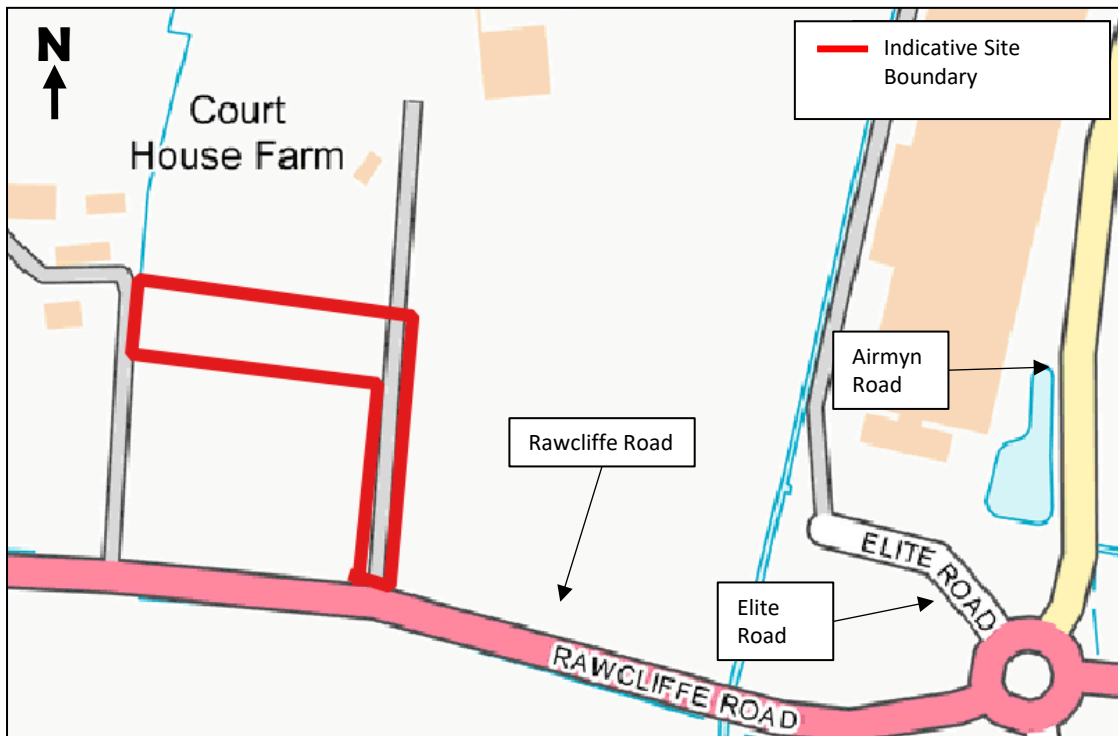 N
Indicative Site
Boundary
Court
House Farm
Airmyn
Road
Rawcliffe Road
ELITE ROAD
Elite
Road
RAWCLIFFE ROAD